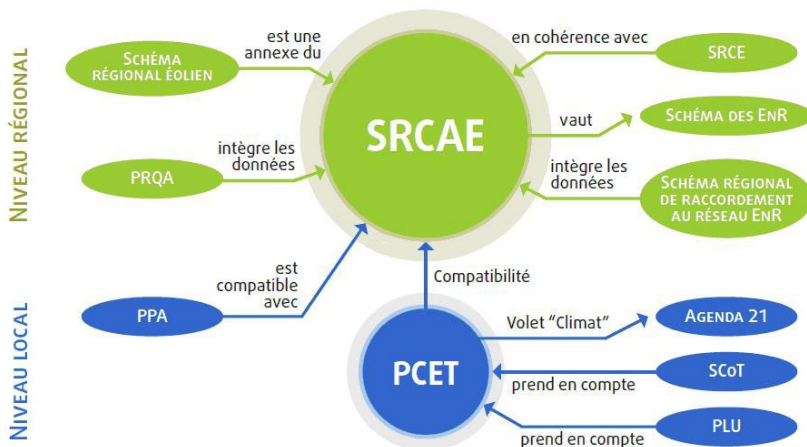 NIVEAU RÉGIONAL
SCHÉMA
RÉGIONAL ÉOLIEN
est une
annexe du
SRCAE
en cohérence avec
SRCE
vaut
SCHÉMA DES ENR
PRQA
intègre les
données
intègre les
données
SCHÉMA RÉGIONAL
DE RACCORDEMENT
AU RÉSEAU ENR
NIVEAU LOCAL
PPA
est
compatible
avec
Compatibilité
PCET
Volet “Climat”
AGENDA 21
prend en compte
SCOT
prend en compte
PLU